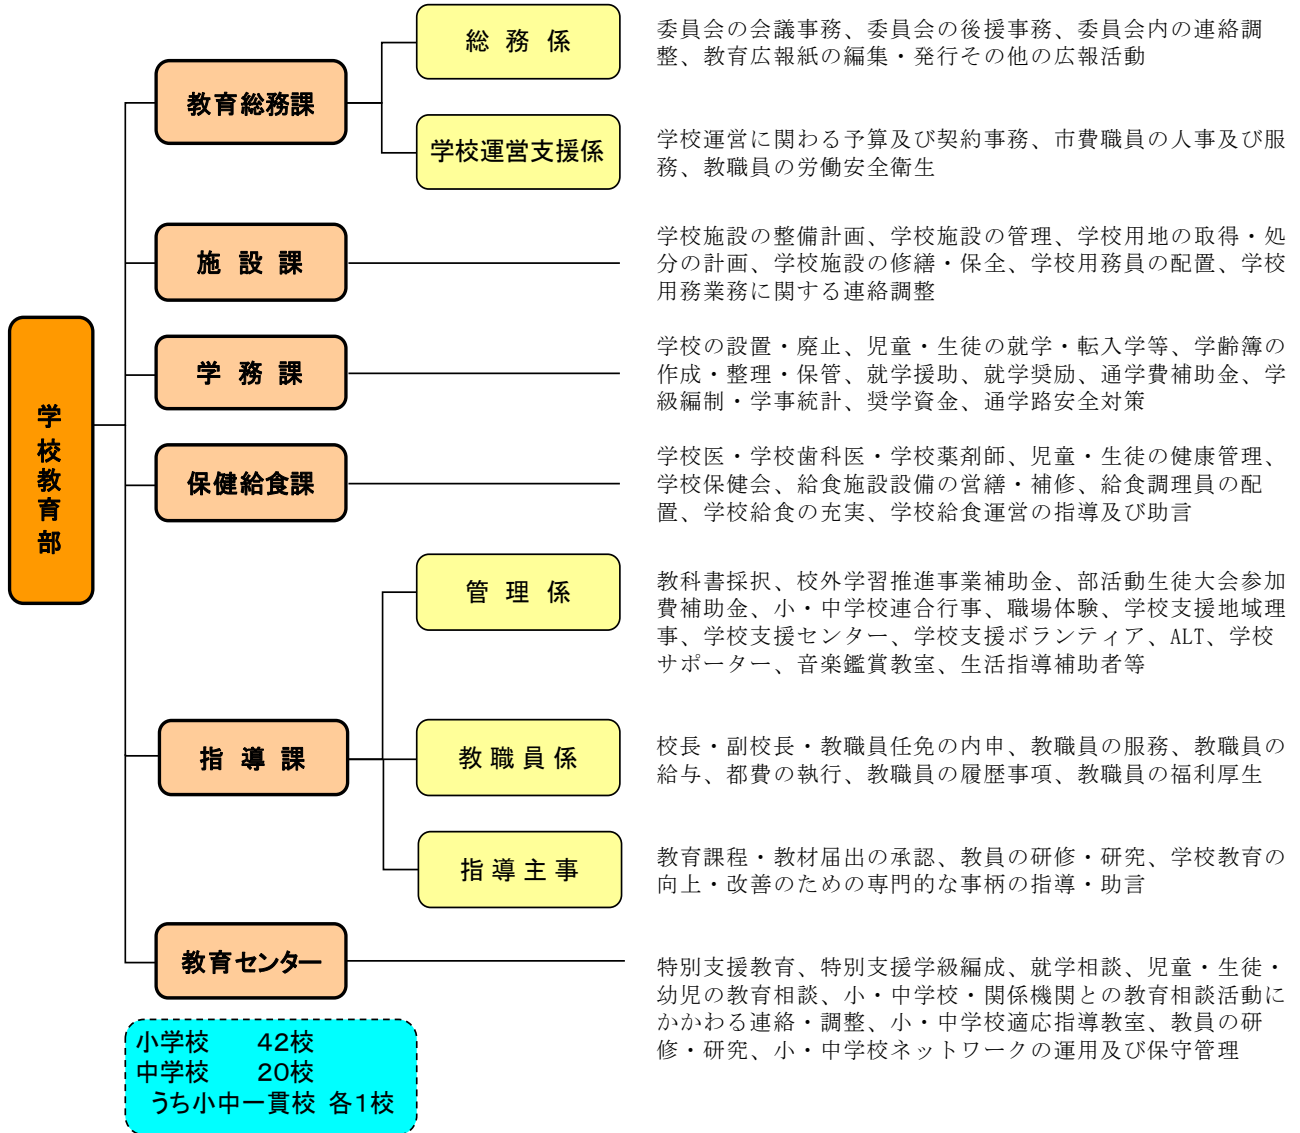 学校教育部
教育総務課
総務係
委員会の会議事務、委員会の後援事務、委員会内の連絡調
整、教育広報紙の編集・発行その他の広報活動
学校運営支援係
学校運営に関わる予算及び契約事務、市費職員の人事及び服
務、教職員の労働安全衛生
施設課
学校施設の整備計画、学校施設の管理、学校用地の取得・処
分の計画、学校施設の修繕・保全、学校用務員の配置、学校
用務業務に関する連絡調整
学務課
学校の設置・廃止、児童・生徒の就学・転入学等、学齢簿の
作成・整理・保管、就学援助、就学奨励、通学費補助金、学
級編制・学事統計、奨学資金、通学路安全対策
保健給食課
学校医・学校歯科医・学校薬剤師、児童・生徒の健康管理、
学校保健会、給食施設設備の営繕・補修、給食調理員の配
置、学校給食の充実、学校給食運営の指導及び助言
指導課
管理係
教科書採択、校外学習推進事業補助金、部活動生徒大会参加
費補助金、小・中学校連合行事、職場体験、学校支援地域理
事、学校支援センター、学校支援ボランティア、ALT、学校
サポーター、音楽鑑賞教室、生活指導補助者等
教職員係
校長・副校長・教職員任免の内申、教職員の服務、教職員の
給与、都費の執行、教職員の履歴事項、教職員の福利厚生
指導主事
教育課程・教材届出の承認、教員の研修・研究、学校教育の
向上・改善のための専門的な事柄の指導・助言
教育センター
特別支援教育、特別支援学級編成、就学相談、児童・生徒・
幼児の教育相談、小・中学校・関係機関との教育相談活動に
かかわる連絡・調整、小・中学校適応指導教室、教員の研
修・研究、小・中学校ネットワークの運用及び保守管理
小学校 42校
中学校 20校
うち小中一貫校 各1校